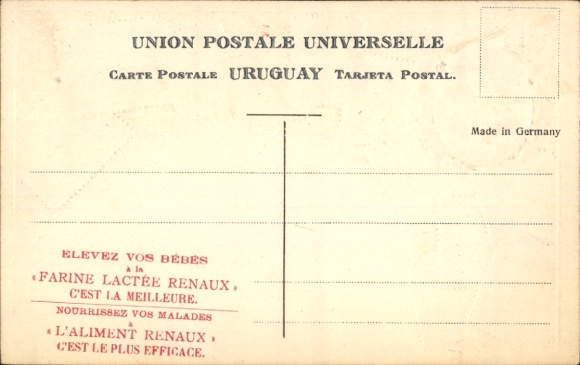 UNION POSTALE UNIVERSELLE
CARTE POSTALE URUGUAY TARJETA POSTAL.
Made in Germany
ELEVEZ VOS BÉBÉS
à la
« FARINE LACTÉE RENAUX »
C'EST LA MEILLEURE.
NOURRISSEZ VOS MALADES
à
« L'ALIMENT RENAUX »
C'EST LE PLUS EFFICACE.